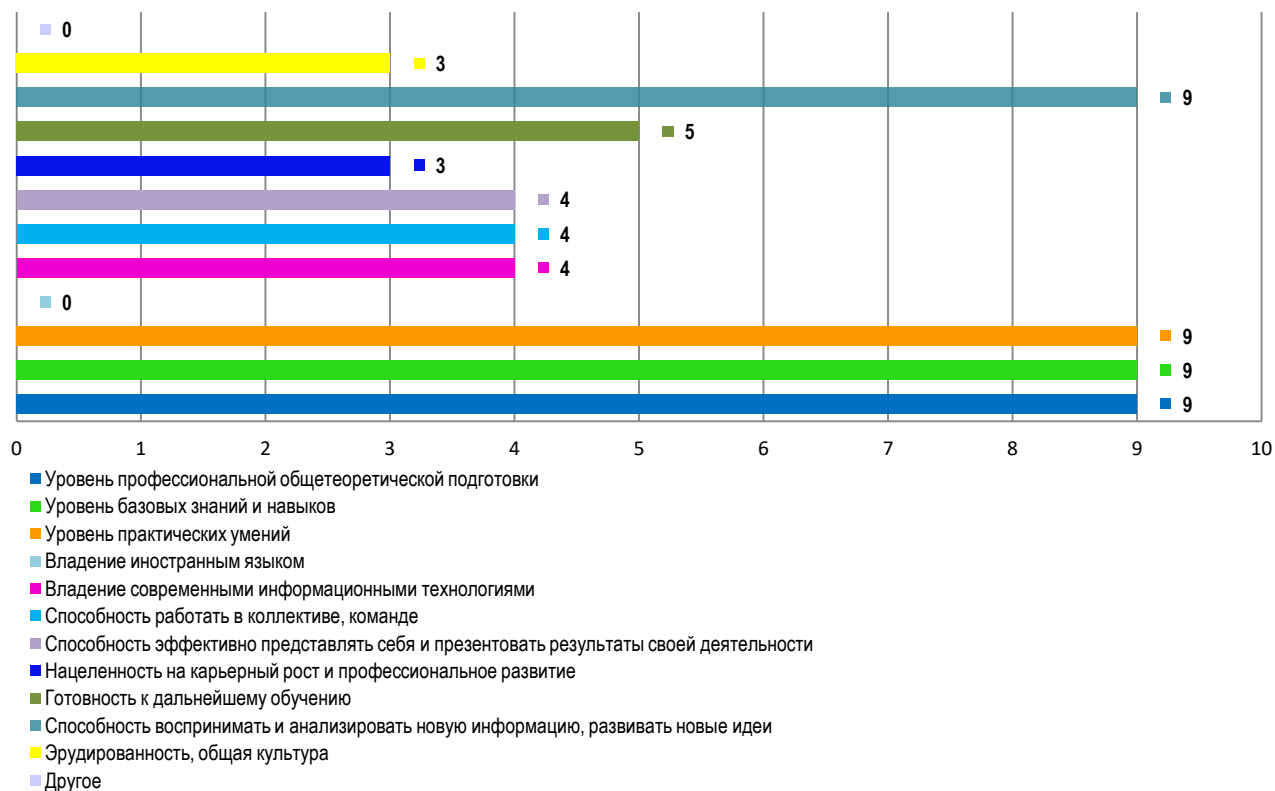 0
3
9
5
3
4
4
4
0
9
9
9
0 1 2 3 4 5 6 7 8 9 10
Уровень профессиональной общетеоретической подготовки
Уровень базовых знаний и навыков
Уровень практических умений
Владение иностранным языком
Владение современными информационными технологиями
Способность работать в коллективе, команде
Способность эффективно представлять себя и презентовать результаты своей деятельности
Нацеленность на карьерный рост и профессиональное развитие
Готовность к дальнейшему обучению
Способность воспринимать и анализировать новую информацию, развивать новые идеи
Эрудированность, общая культура
Другое